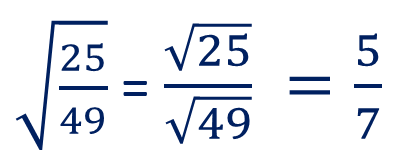 √(25/49) = √25/√49 = 5/7